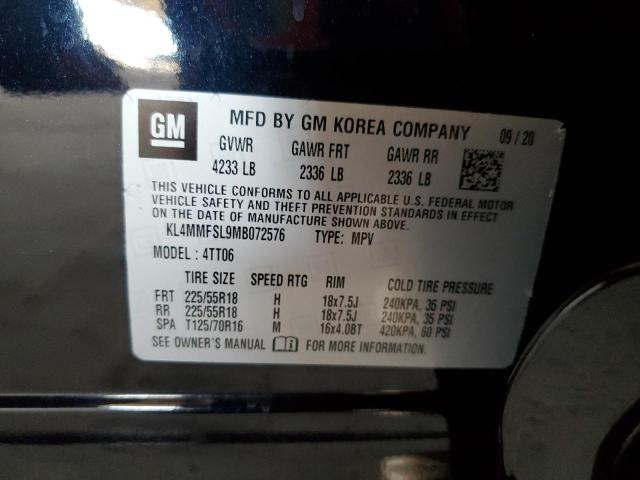 GM
MFD BY GM KOREA COMPANY 09/20
GVWR GAWR FRT GAWR RR
4233 LB 2336 LB 2336 LB
THIS VEHICLE CONFORMS TO ALL APPLICABLE U.S. FEDERAL MOTOR
VEHICLE SAFETY AND THEFT PREVENTION STANDARDS IN EFFECT
ON THE DATE OF MANUFACTURE SHOWN ABOVE.
KL4MMFSL9MB072576 TYPE: MPV
MODEL: 4TT06
TIRE SIZE SPEED RTG RIM COLD TIRE PRESSURE
FRT 225/55R18 H 18x7.5J 240KPA, 35 PSI
RR 225/55R18 H 18x7.5J 240KPA, 35 PSI
SPA T125/70R16 M 16x4.0BT 420KPA, 60 PSI
SEE OWNER'S MANUAL FOR MORE INFORMATION.